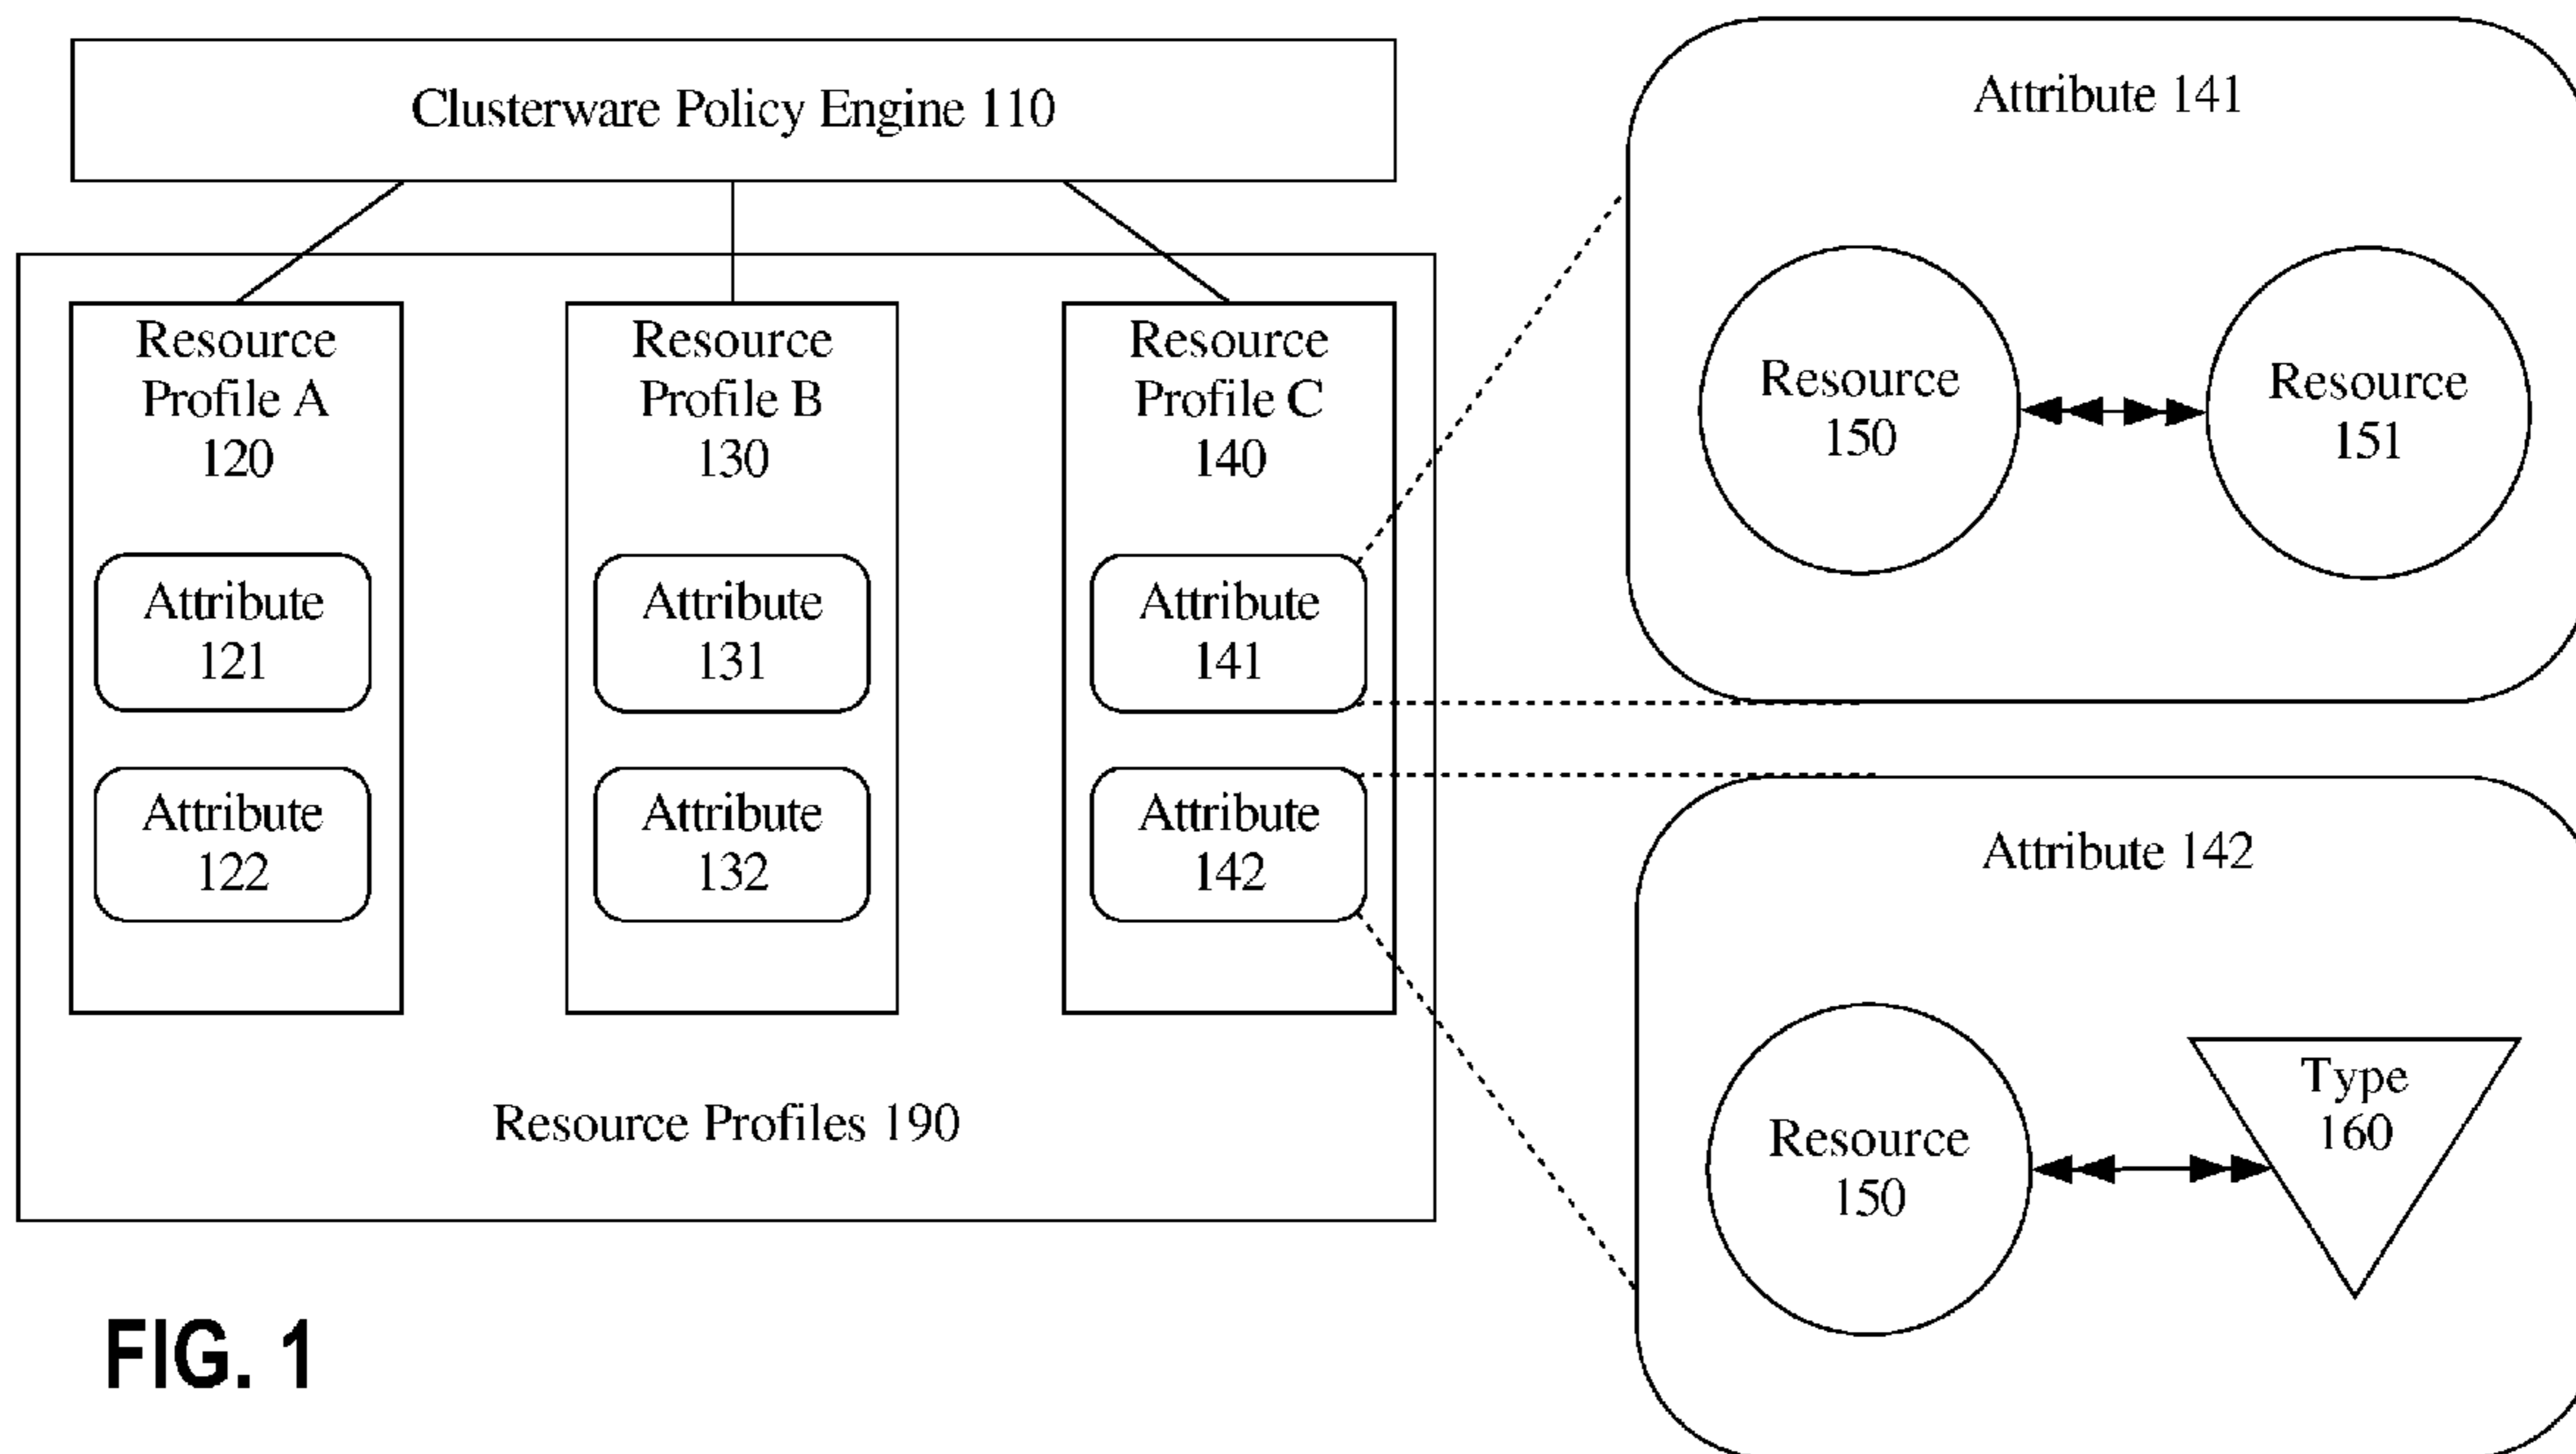 Clusterware Policy Engine 110
Resource
Profile A
120
Attribute
121
Attribute
122
Resource
Profile B
130
Attribute
131
Attribute
132
Resource
Profile C
140
Attribute
141
Attribute
142
Resource Profiles 190
Attribute 141
Resource
150
Resource
151
Attribute 142
Resource
150
Type
160
FIG. 1